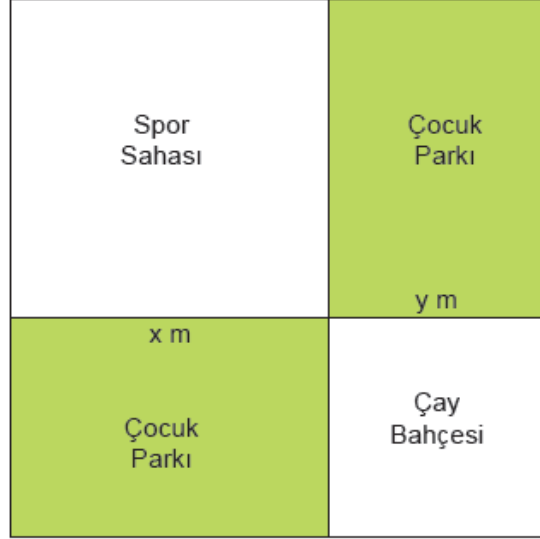 Spor
Sahası
Çocuk
Parkı
y m
x m
Çocuk
Parkı
Çay
Bahçesi